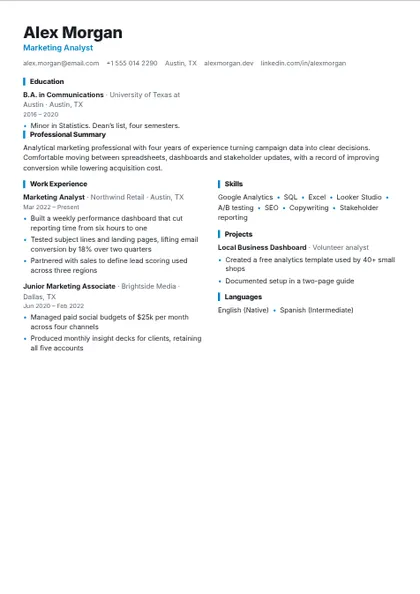 Alex Morgan
Marketing Analyst
alex.morgan@email.com +1 555 014 2290 Austin, TX alexmorgan.dev linkedin.com/in/alexmorgan
Education
B.A. in Communications · University of Texas at
Austin · Austin, TX
2016 – 2020
• Minor in Statistics. Dean's list, four semesters.
Professional Summary
Analytical marketing professional with four years of experience turning campaign data into clear decisions.
Comfortable moving between spreadsheets, dashboards and stakeholder updates, with a record of improving
conversion while lowering acquisition cost.
Work Experience
Marketing Analyst · Northwind Retail · Austin, TX
Mar 2022 – Present
• Built a weekly performance dashboard that cut
reporting time from six hours to one
• Tested subject lines and landing pages, lifting email
conversion by 18% over two quarters
• Partnered with sales to define lead scoring used
across three regions
Junior Marketing Associate · Brightside Media ·
Dallas, TX
Jun 2020 – Feb 2022
• Managed paid social budgets of $25k per month
across four channels
• Produced monthly insight decks for clients, retaining
all five accounts
Skills
Google Analytics • SQL • Excel • Looker Studio •
A/B testing • SEO • Copywriting • Stakeholder
reporting
Projects
Local Business Dashboard · Volunteer analyst
• Created a free analytics template used by 40+ small
shops
• Documented setup in a two-page guide
Languages
English (Native) • Spanish (Intermediate)